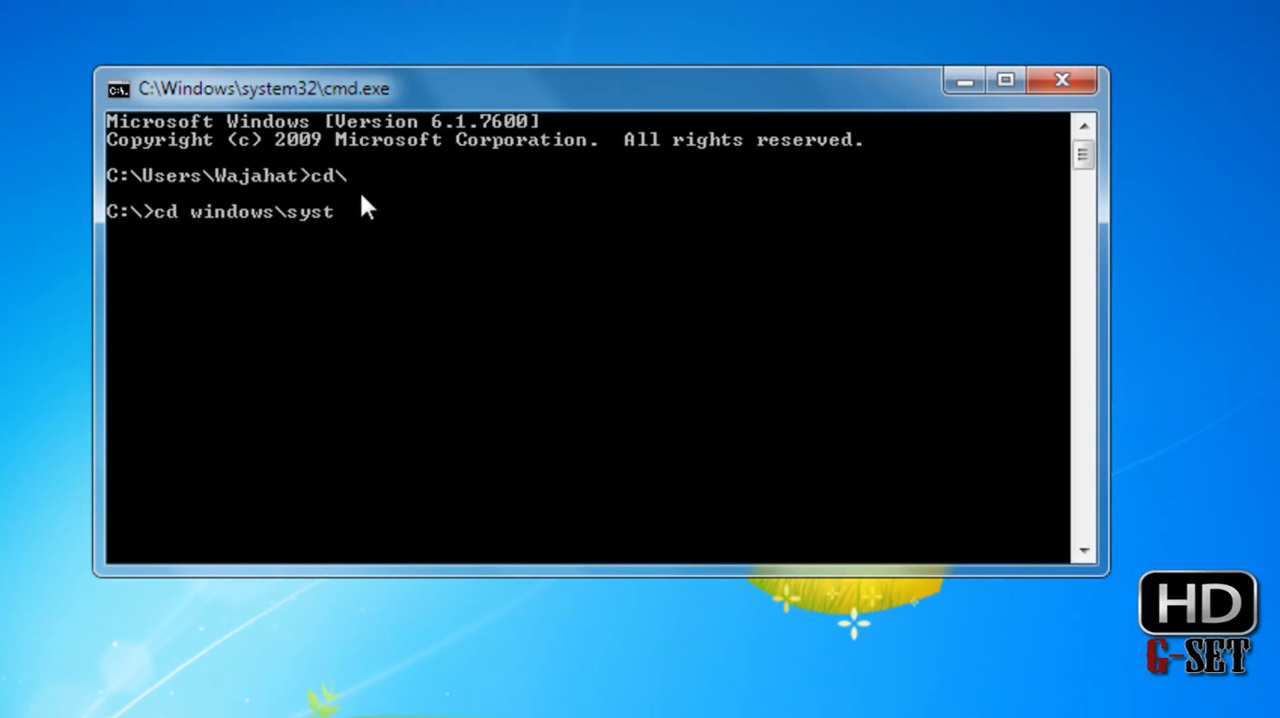 C:\Windows\system32\cmd.exe
Microsoft Windows [Version 6.1.7600]
Copyright (c) 2009 Microsoft Corporation.  All rights reserved.
C:\Users\Wajahat>cd\
C:\>cd windows\syst
HD
G-SET